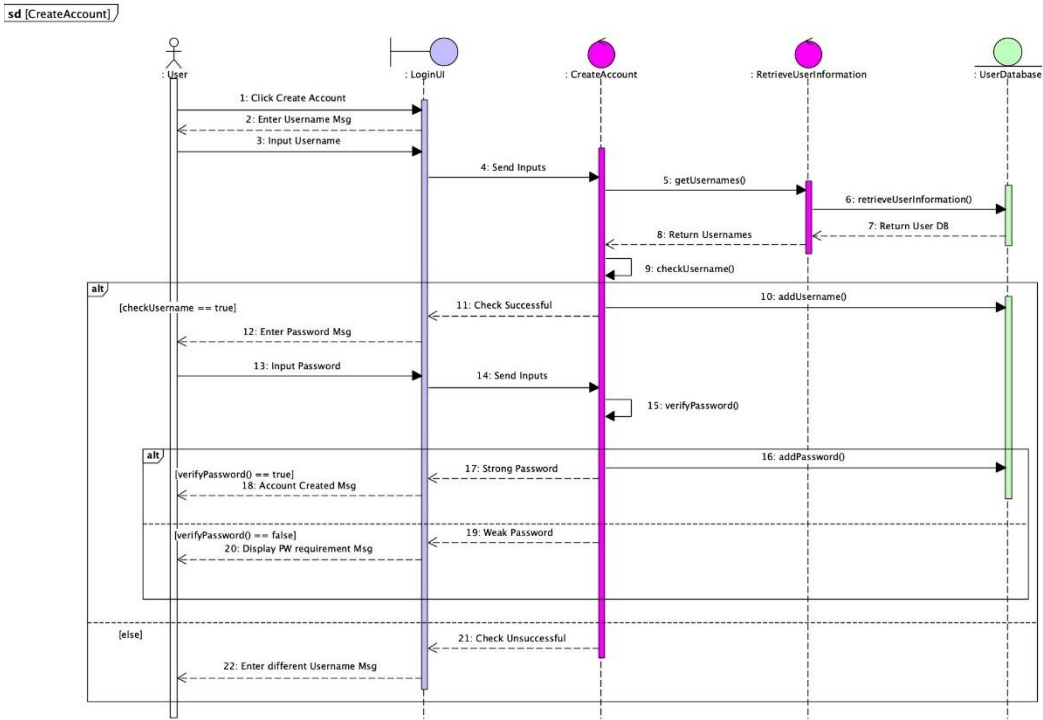 sd [CreateAccount]
: User
: LoginUI
: CreateAccount
: RetrieveUserInformation
: UserDatabase
1: Click Create Account
2: Enter Username Msg
3: Input Username
4: Send Inputs
5: getUsernames()
6: retrieveUserInformation()
7: Return User DB
8: Return Usernames
9: checkUsername()
alt
[checkUsername == true]
10: addUsername()
11: Check Successful
12: Enter Password Msg
13: Input Password
14: Send Inputs
15: verifyPassword()
alt
16: addPassword()
[verifyPassword() == true]
17: Strong Password
18: Account Created Msg
[verifyPassword() == false]
19: Weak Password
20: Display PW requirement Msg
[else]
21: Check Unsuccessful
22: Enter different Username Msg